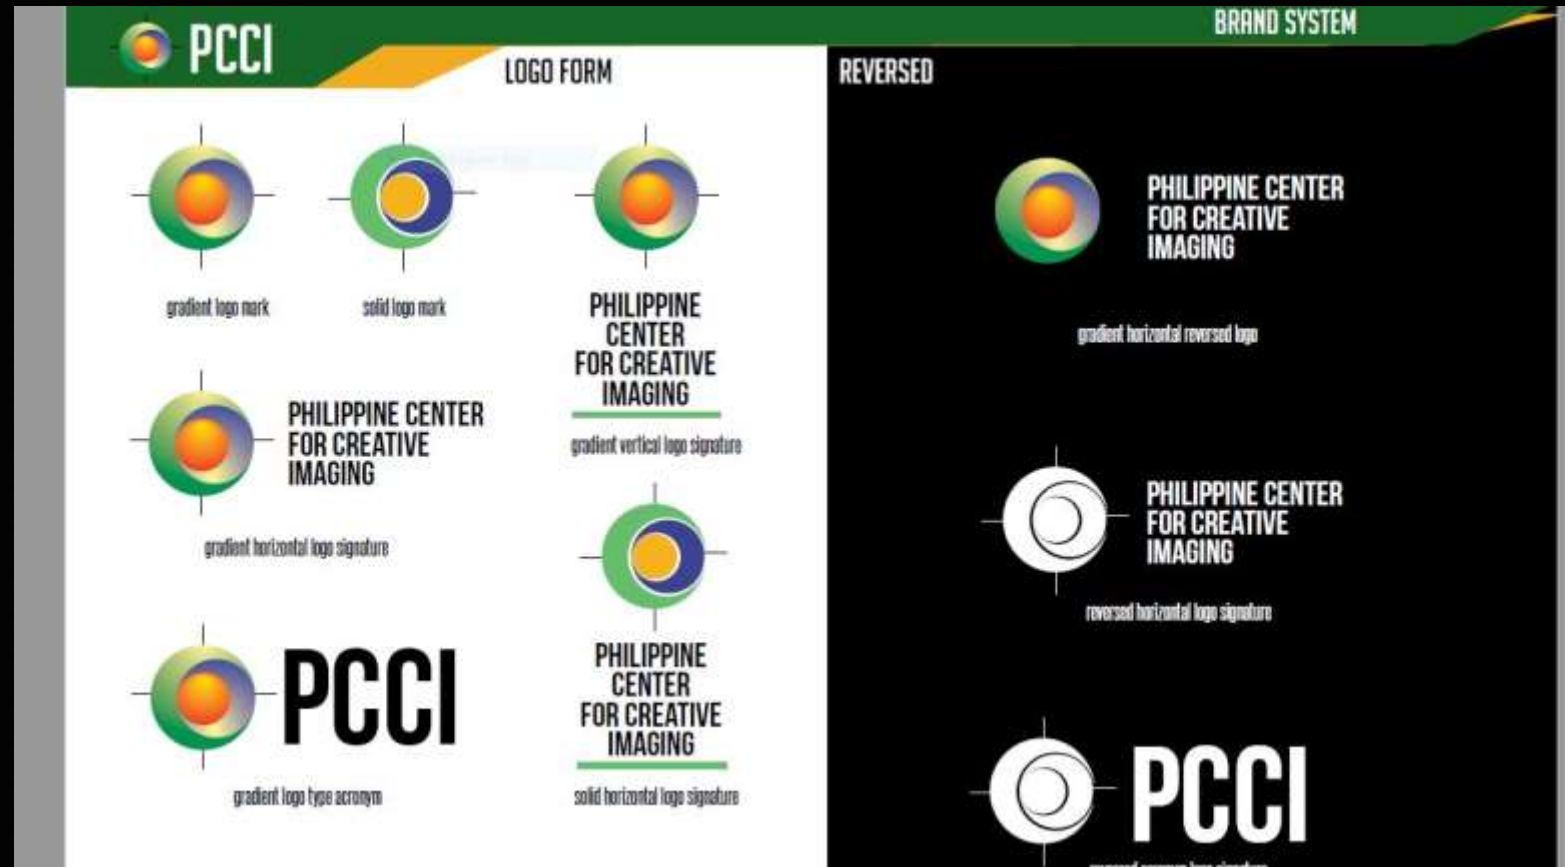 PCCI
BRAND SYSTEM
LOGO FORM
REVERSED
gradient logo mark
solid logo mark
PHILIPPINE
CENTER
FOR CREATIVE
IMAGING
gradient vertical logo signature
PHILIPPINE CENTER
FOR CREATIVE
IMAGING
gradient horizontal logo signature
PHILIPPINE
CENTER
FOR CREATIVE
IMAGING
solid horizontal logo signature
PCCI
gradient logo type acronym
PHILIPPINE CENTER
FOR CREATIVE
IMAGING
gradient horizontal reversed logo
PHILIPPINE CENTER
FOR CREATIVE
IMAGING
reversed horizontal logo signature
PCCI